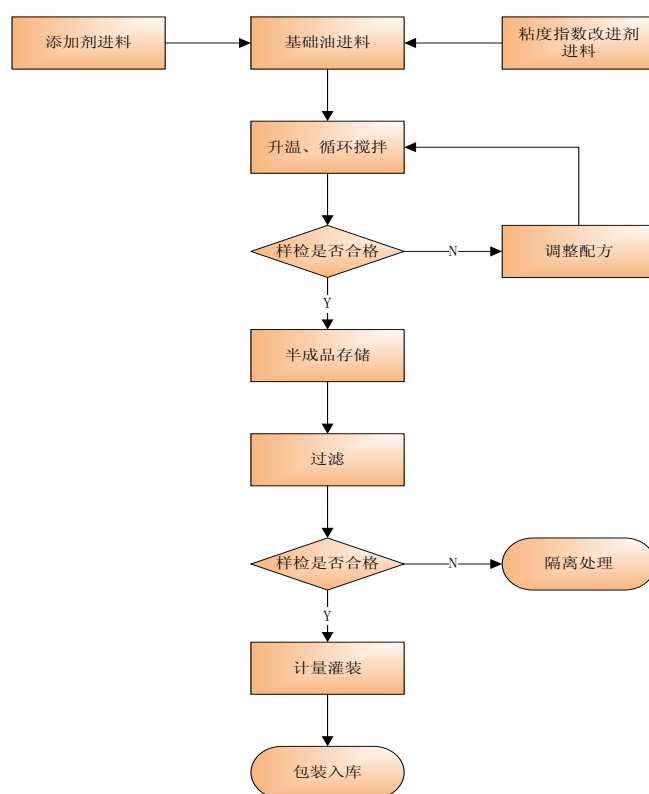 添加剂进料
基础油进料
粘度指数改进剂
进料
升温、循环搅拌
样检是否合格
N
调整配方
Y
半成品存储
过滤
样检是否合格
N
隔离处理
Y
计量灌装
包装入库